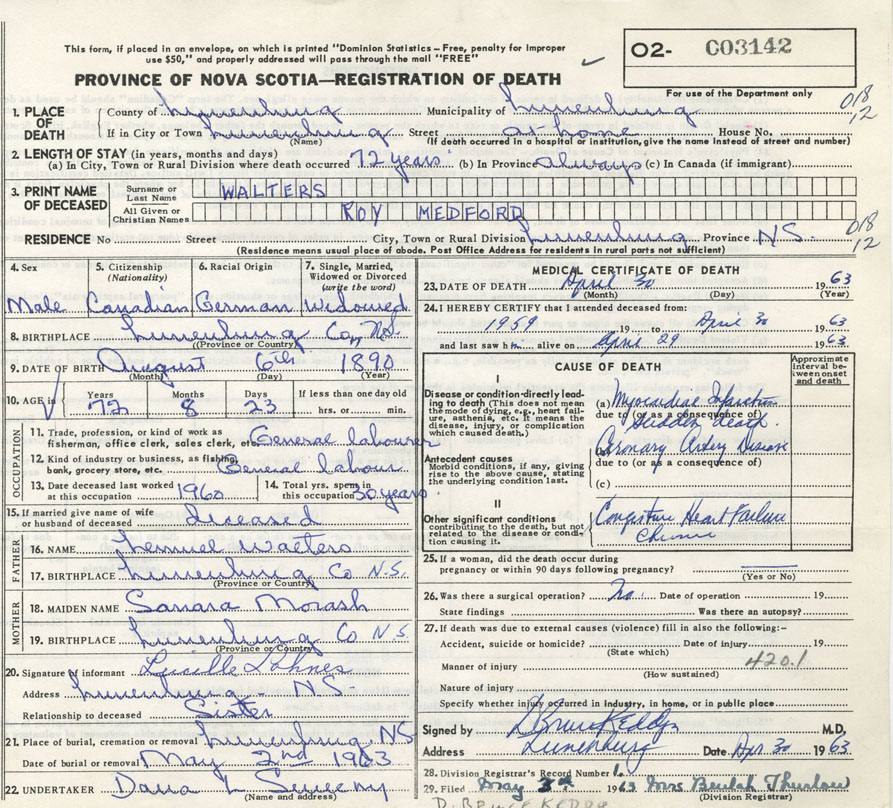 This form, if placed in an envelope, on which is printed "Dominion Statistics – Free, penalty for Improper
use $50," and properly addressed will pass through the mail "FREE"
O2- C03142
PROVINCE OF NOVA SCOTIA—REGISTRATION OF DEATH
For use of the Department only
018
12
1. PLACE OF DEATH
County of Lunenburg Municipality of Lunenburg
If in City or Town Lunenburg Street at home House No.
(Name) (If death occurred in a hospital or institution, give the name instead of street and number)
2. LENGTH OF STAY (in years, months and days)
(a) In City, Town or Rural Division where death occurred 72 years (b) In Province always (c) In Canada (if immigrant)
3. PRINT NAME OF DECEASED
Surname or Last Name WALTERS
All Given or Christian Names ROY MEDFORD
RESIDENCE No Street City, Town or Rural Division Lunenburg Province N.S.
018
12
(Residence means usual place of abode. Post Office Address for residents in rural parts not sufficient)
4. Sex
Male
5. Citizenship (Nationality)
Canadian
6. Racial Origin
German
7. Single, Married, Widowed or Divorced (write the word)
Widowed
8. BIRTHPLACE Lunenburg Co, N.S.
(Province or Country)
9. DATE OF BIRTH August 6th 1890
(Month) (Day) (Year)
10. AGE in
Years Months Days If less than one day old
72 8 23 hrs. or min.
OCCUPATION
11. Trade, profession, or kind of work as
fisherman, office clerk, sales clerk, etc. General labourer
12. Kind of industry or business, as fishing,
bank, grocery store, etc. General labour
13. Date deceased last worked at this occupation 1960
14. Total yrs. spent in this occupation 30 years
15. If married give name of wife
or husband of deceased diseased
FATHER
16. NAME Lemuel Walters
17. BIRTHPLACE Lunenburg Co N.S.
(Province or Country)
MOTHER
18. MAIDEN NAME Sanara Morash
19. BIRTHPLACE Lunenburg Co N.S.
(Province or Country)
20. Signature of informant Lucille Lohnes
Address Lunenburg - N.S.
Relationship to deceased Sister
21. Place of burial, cremation or removal Lunenburg NS
Date of burial or removal May 2nd 1963
22. UNDERTAKER Dana L Sweeny
(Name and address)
MEDICAL CERTIFICATE OF DEATH
23. DATE OF DEATH April 30 1963
(Month) (Day) (Year)
24. I HEREBY CERTIFY that I attended deceased from:
1959 19 to April 30 1963
and last saw h m alive on April 29 1963
CAUSE OF DEATH
Approximate interval between onset and death
I
Disease or condition directly leading to death (This does not mean the mode of dying, e.g., heart failure, asthenia, etc. It means the disease, injury, or complication which caused death.)
(a) Myocardial Infarction
due to (or as a consequence of)
Sudden death.
Antecedent causes
Morbid conditions, if any, giving rise to the above cause, stating the underlying condition last.
(b) Coronary Artery Disease
due to (or as a consequence of)
(c)
II
Other significant conditions
contributing to the death, but not related to the disease or condition causing it.
Congestive Heart Failure
Chronic
25. If a woman, did the death occur during
pregnancy or within 90 days following pregnancy?
(Yes or No)
26. Was there a surgical operation? No. Date of operation 19
State findings Was there an autopsy?
27. If death was due to external causes (violence) fill in also the following:-
Accident, suicide or homicide? Date of injury 19
(State which)
420.1
Manner of injury
(How sustained)
Nature of injury
Specify whether injury occurred in industry, in home, or in public place
Signed by D Bruce Keddy M.D.
Address Lunenburg Date Apr 30 1963
28. Division Registrar's Record Number 1.
29. Filed May 3rd 1963 Mrs Beulah Thurlow
(Division Registrar)
D. BRUCE KEDDY